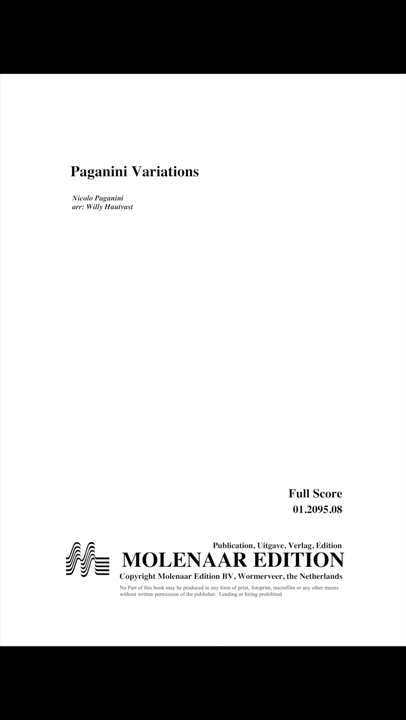 Paganini Variations
Nicolo Paganini
arr: Willy Hautvast
Full Score
01.2095.08
Publication, Uitgave, Verlag, Edition
MOLENAAR EDITION
Copyright Molenaar Edition BV, Wormerveer, the Netherlands
No Part of this book may be produced in any form of print, fotoprint, microfilm or any other means
without written permission of the publisher. Lending or hiring prohibited